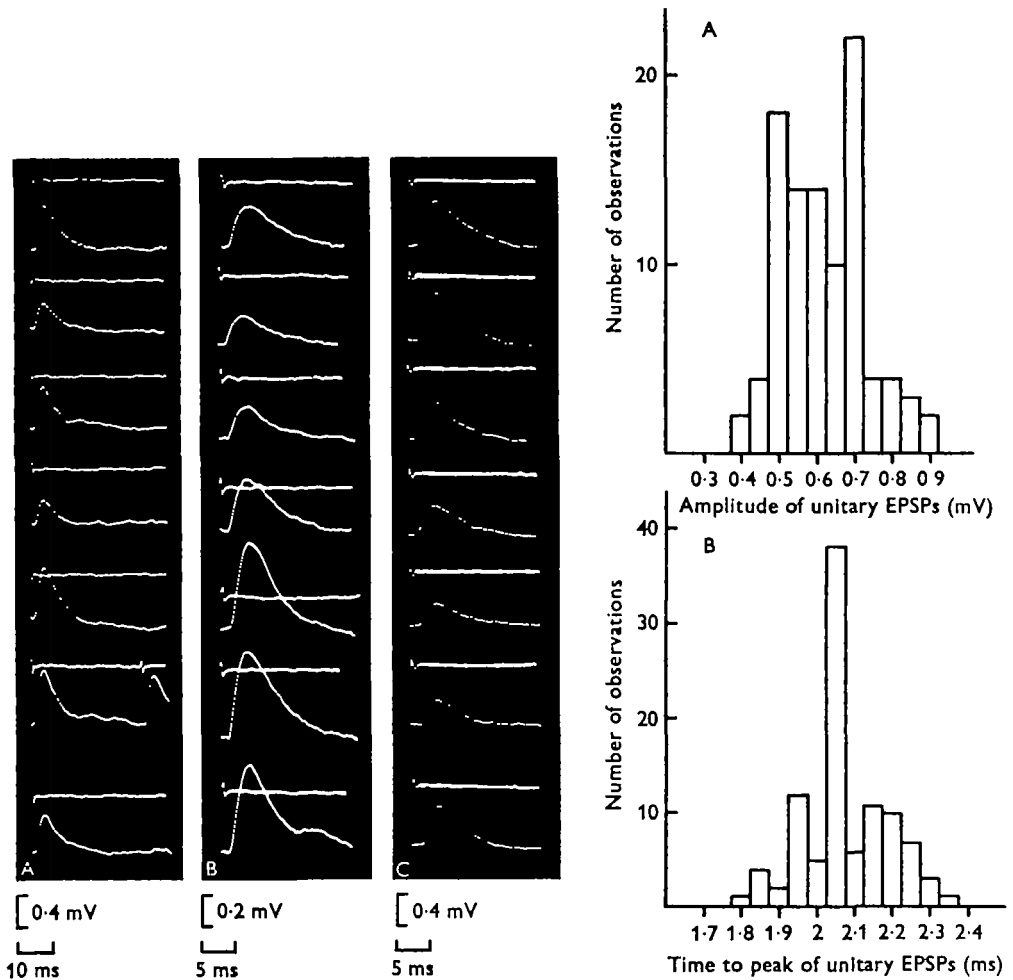 A
B
C
0·4 mV
0·2 mV
0·4 mV
10 ms
5 ms
5 ms
A
Number of observations
20
10
0·3 0·4 0·5 0·6 0·7 0·8 0·9
Amplitude of unitary EPSPs (mV)
B
Number of observations
40
30
20
10
1·7 1·8 1·9 2 2·1 2·2 2·3 2·4
Time to peak of unitary EPSPs (ms)